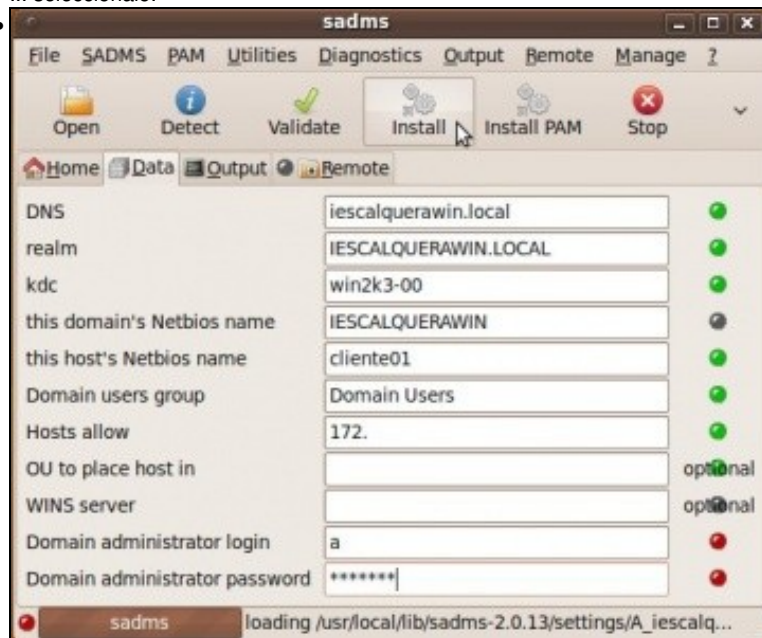 ... selecciónalo.
sadms
File SADMS PAM Utilities Diagnostics Output Remote Manage ?
Open Detect Validate Install Install PAM Stop
Home Data Output Remote
DNS iescalquerawin.local
realm IESCALQUERAWIN.LOCAL
kdc win2k3-00
this domain's Netbios name IESCALQUERAWIN
this host's Netbios name cliente01
Domain users group Domain Users
Hosts allow 172.
OU to place host in optional
WINS server optional
Domain administrator login a
Domain administrator password *******
sadms loading /usr/local/lib/sadms-2.0.13/settings/A_iescalq...